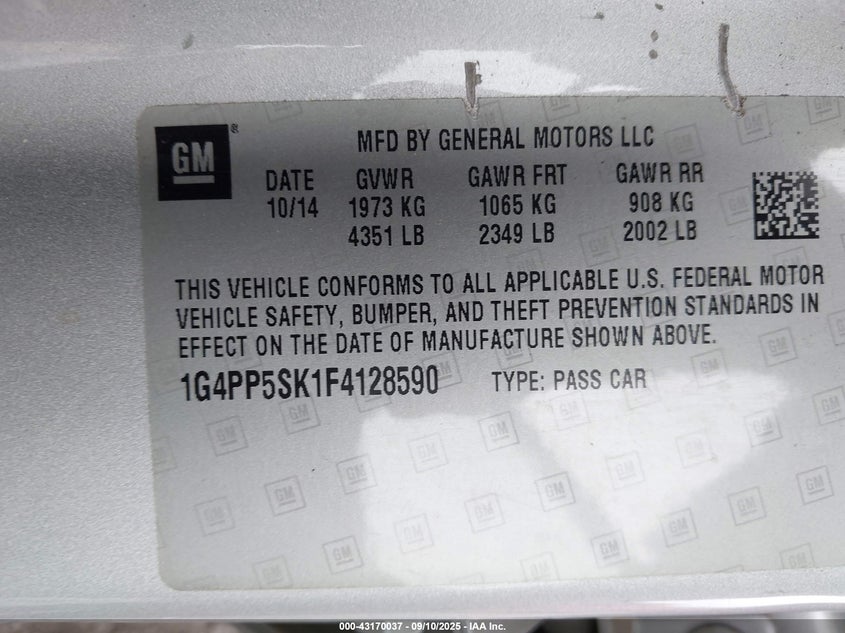 GM®
MFD BY GENERAL MOTORS LLC
DATE GVWR GAWR FRT GAWR RR
10/14 1973 KG 1065 KG 908 KG
4351 LB 2349 LB 2002 LB
THIS VEHICLE CONFORMS TO ALL APPLICABLE U.S. FEDERAL MOTOR
VEHICLE SAFETY, BUMPER, AND THEFT PREVENTION STANDARDS IN
EFFECT ON THE DATE OF MANUFACTURE SHOWN ABOVE.
1G4PP5SK1F4128590 TYPE: PASS CAR
000-43170037 - 09/10/2025 - IAA Inc.